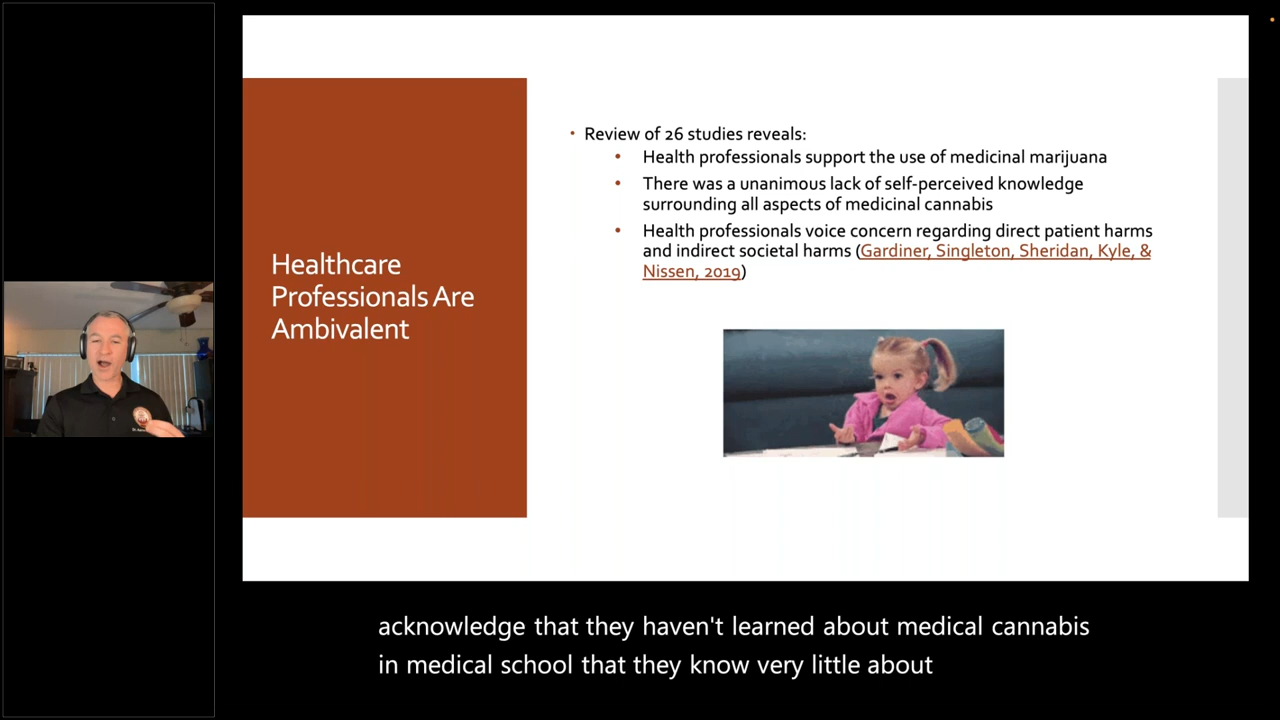 Healthcare
Professionals Are
Ambivalent
• Review of 26 studies reveals:
• Health professionals support the use of medicinal marijuana
• There was a unanimous lack of self-perceived knowledge
surrounding all aspects of medicinal cannabis
• Health professionals voice concern regarding direct patient harms
and indirect societal harms (Gardiner, Singleton, Sheridan, Kyle, &
Nissen, 2019)
acknowledge that they haven't learned about medical cannabis
in medical school that they know very little about